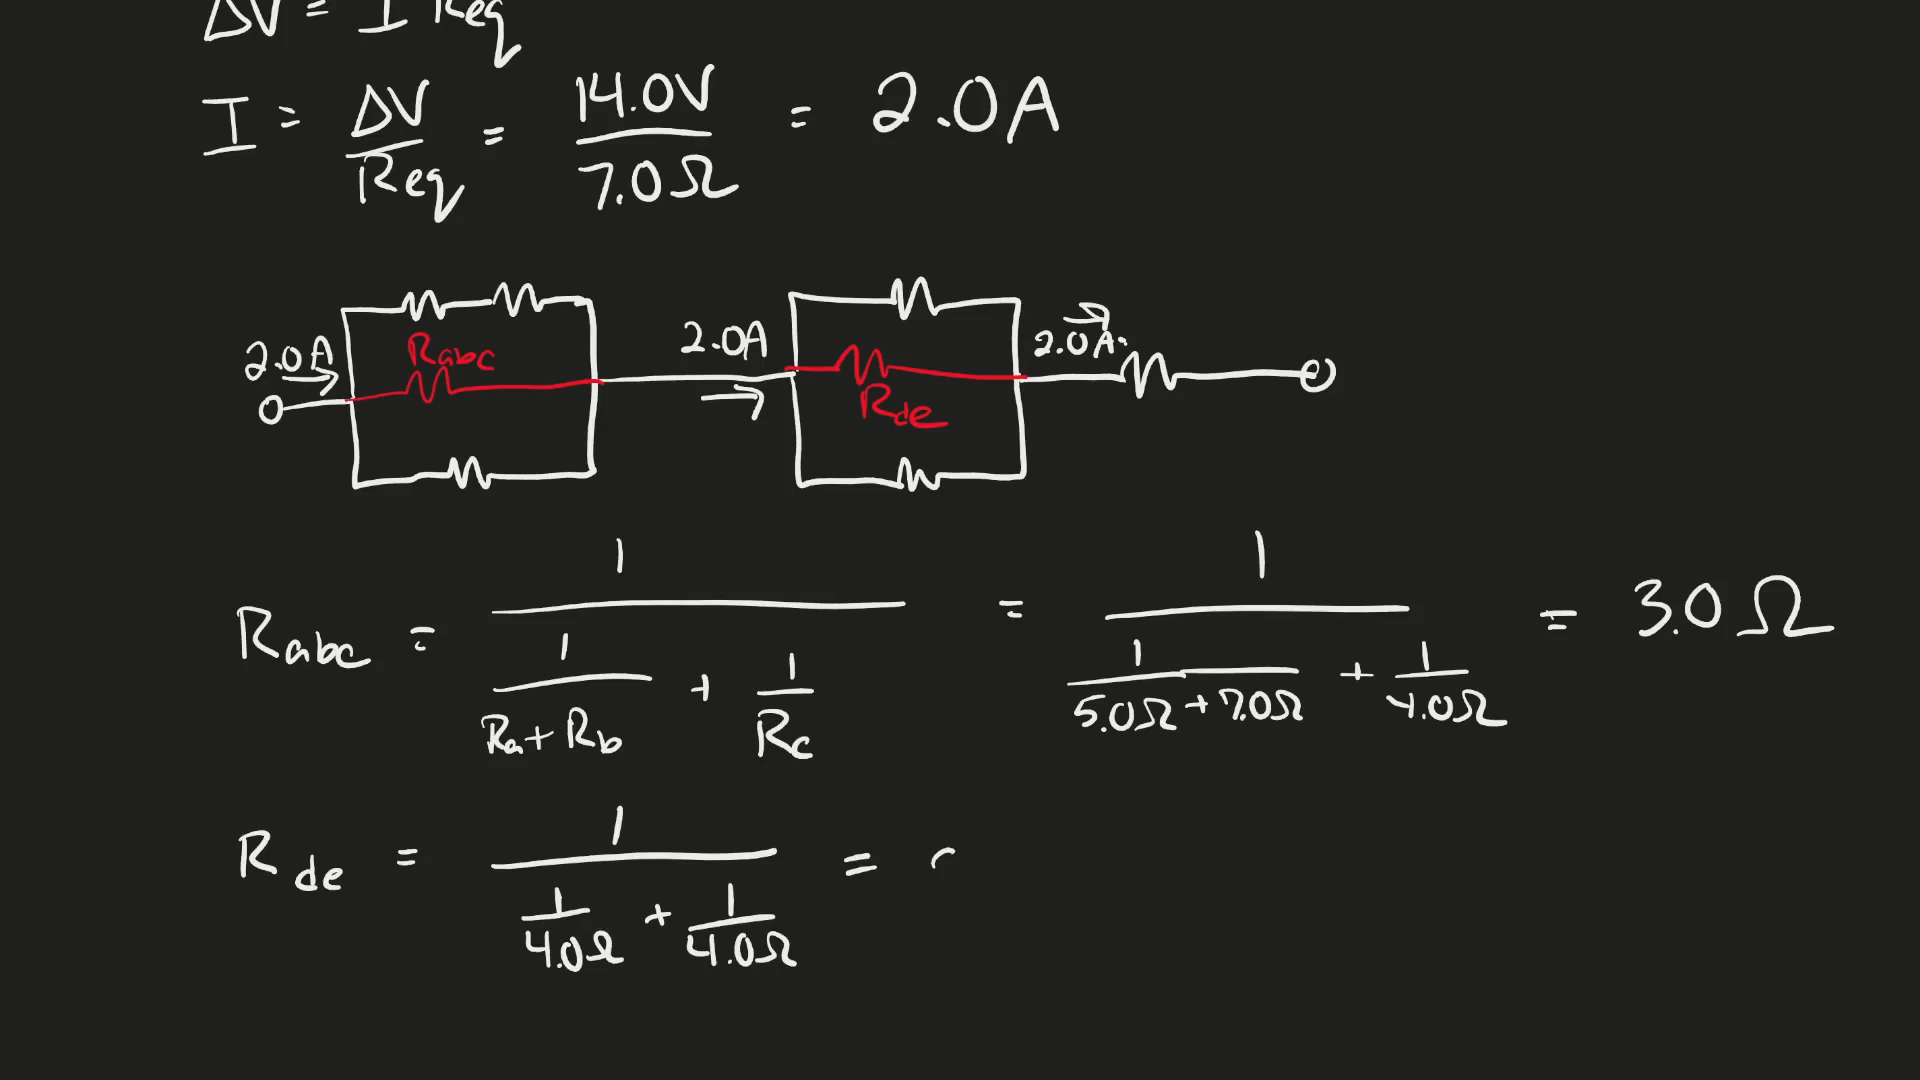 ΔV = I Req
I = ΔV/Req = 14.0V/7.0Ω = 2.0A
2.0A Rabc 2.0A Rde 2.0A
Rabc = 1/(1/(Ra+Rb) + 1/Rc) = 1/(1/(5.0Ω+7.0Ω) + 1/4.0Ω) = 3.0Ω
Rde = 1/(1/4.0Ω + 1/4.0Ω) =